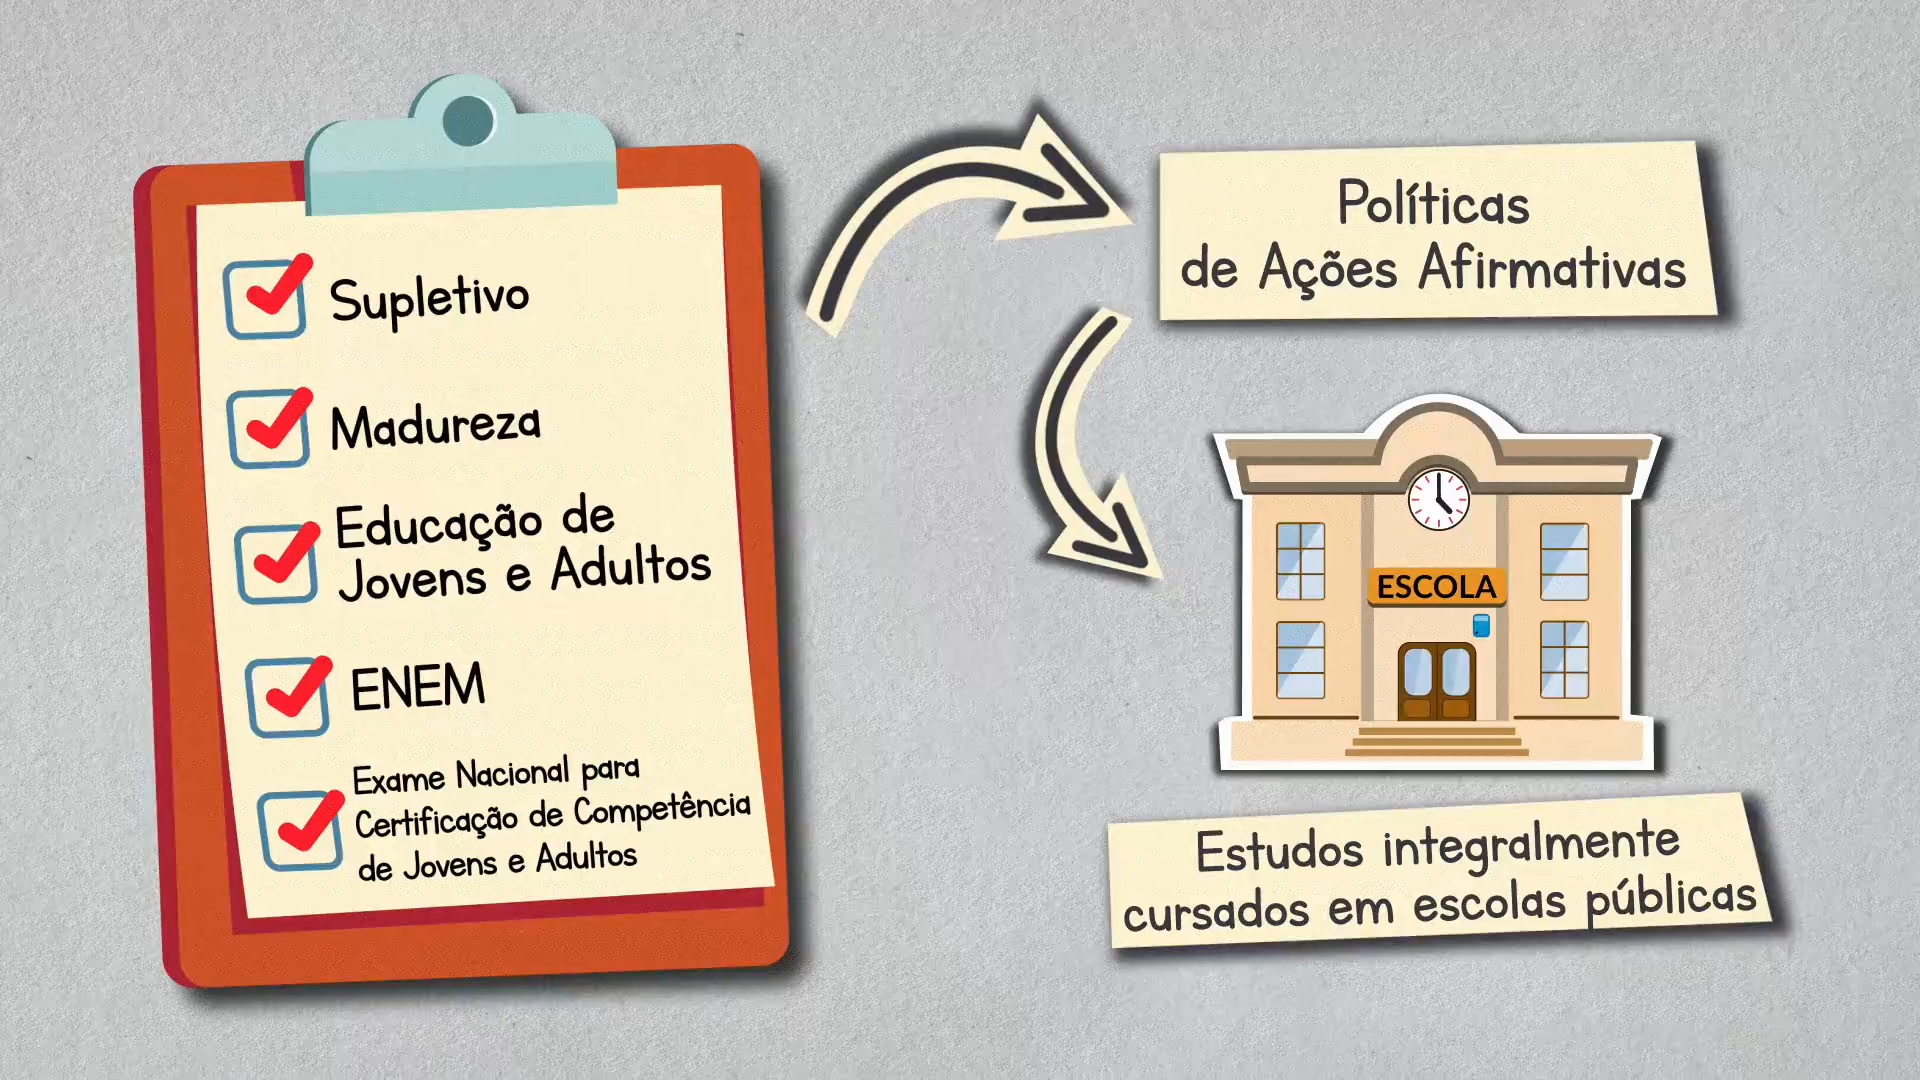 Supletivo
Madureza
Educação de
Jovens e Adultos
ENEM
Exame Nacional para
Certificação de Competência
de Jovens e Adultos
Políticas
de Ações Afirmativas
ESCOLA
Estudos integralmente
cursados em escolas públicas